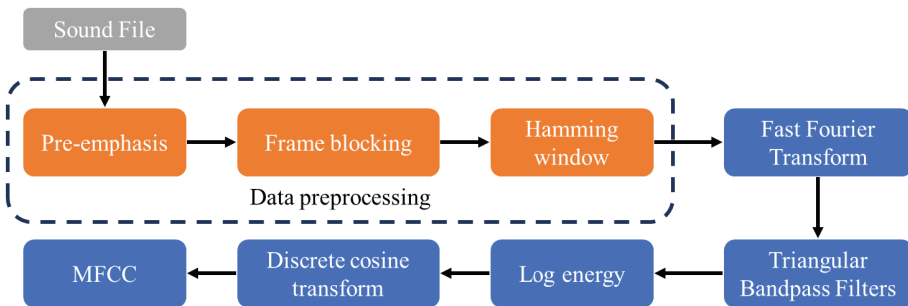 Sound File
Pre-emphasis
Frame blocking
Hamming
window
Fast Fourier
Transform
Data preprocessing
MFCC
Discrete cosine
transform
Log energy
Triangular
Bandpass Filters